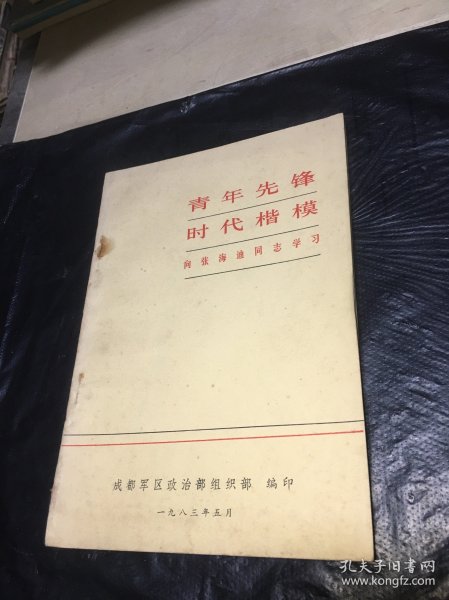 青年先锋
时代楷模
向张海迪同志学习
成都军区政治部组织部 编印
一九八三年五月
孔夫子旧书网
www.kongfz.com